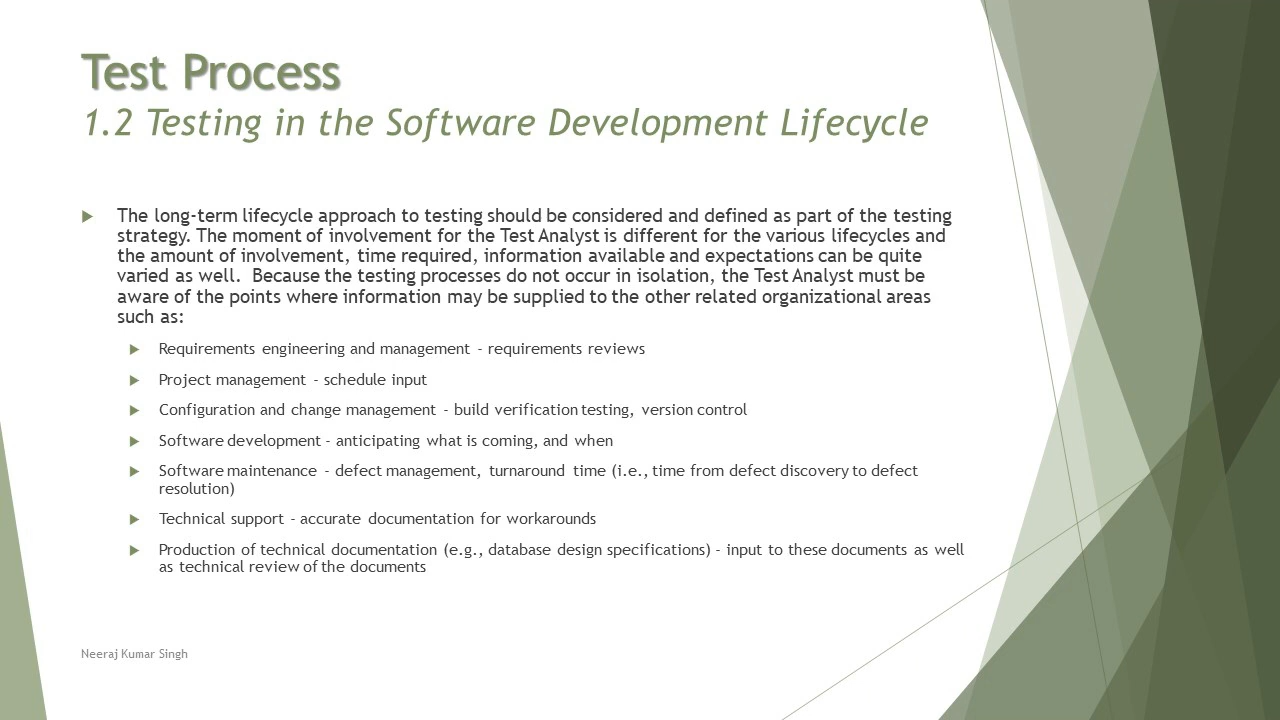 Test Process
1.2 Testing in the Software Development Lifecycle
The long-term lifecycle approach to testing should be considered and defined as part of the testing
strategy. The moment of involvement for the Test Analyst is different for the various lifecycles and
the amount of involvement, time required, information available and expectations can be quite
varied as well.  Because the testing processes do not occur in isolation, the Test Analyst must be
aware of the points where information may be supplied to the other related organizational areas
such as:
Requirements engineering and management - requirements reviews
Project management - schedule input
Configuration and change management - build verification testing, version control
Software development - anticipating what is coming, and when
Software maintenance - defect management, turnaround time (i.e., time from defect discovery to defect
resolution)
Technical support - accurate documentation for workarounds
Production of technical documentation (e.g., database design specifications) - input to these documents as well
as technical review of the documents
Neeraj Kumar Singh